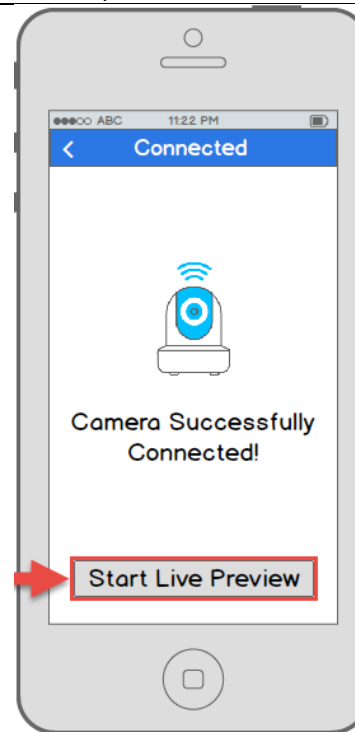 ABC 11:22 PM
< Connected
Camera Successfully
Connected!
Start Live Preview